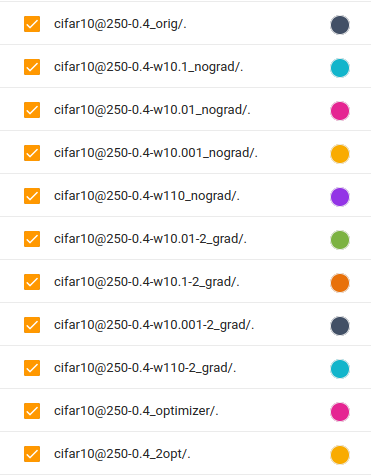 cifar10@250-0.4_orig/.
cifar10@250-0.4-w10.1_nograd/.
cifar10@250-0.4-w10.01_nograd/.
cifar10@250-0.4-w10.001_nograd/.
cifar10@250-0.4-w110_nograd/.
cifar10@250-0.4-w10.01-2_grad/.
cifar10@250-0.4-w10.1-2_grad/.
cifar10@250-0.4-w10.001-2_grad/.
cifar10@250-0.4-w110-2_grad/.
cifar10@250-0.4_optimizer/.
cifar10@250-0.4_2opt/.